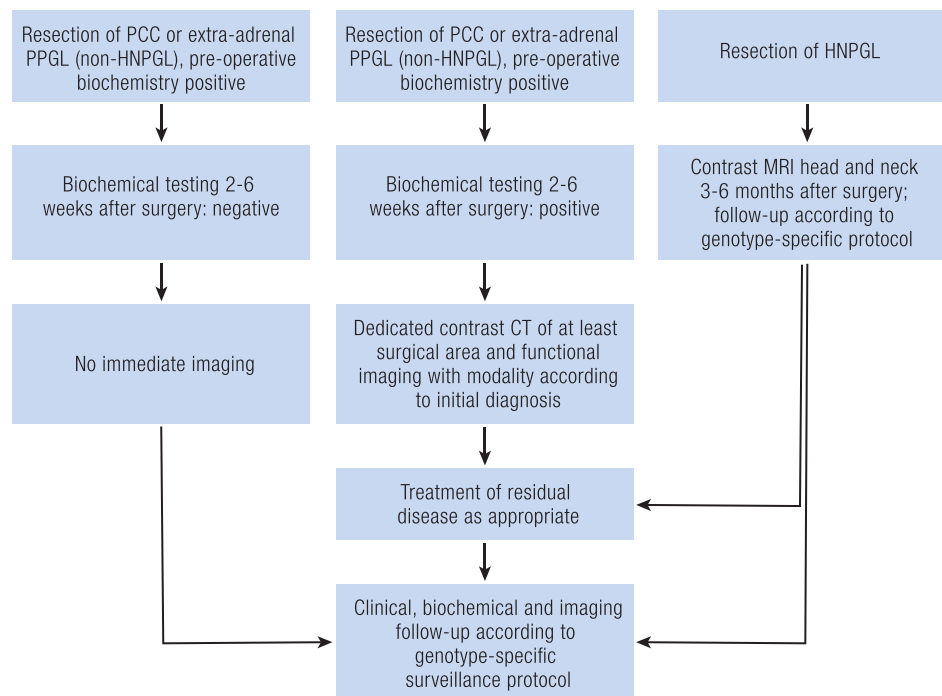 Resection of PCC or extra-adrenal
PPGL (non-HNPGL), pre-operative
biochemistry positive
Resection of PCC or extra-adrenal
PPGL (non-HNPGL), pre-operative
biochemistry positive
Resection of HNPGL
Biochemical testing 2-6
weeks after surgery: negative
Biochemical testing 2-6
weeks after surgery: positive
Contrast MRI head and neck
3-6 months after surgery;
follow-up according to
genotype-specific protocol
No immediate imaging
Dedicated contrast CT of at least
surgical area and functional
imaging with modality according
to initial diagnosis
Treatment of residual
disease as appropriate
Clinical, biochemical and imaging
follow-up according to
genotype-specific
surveillance protocol